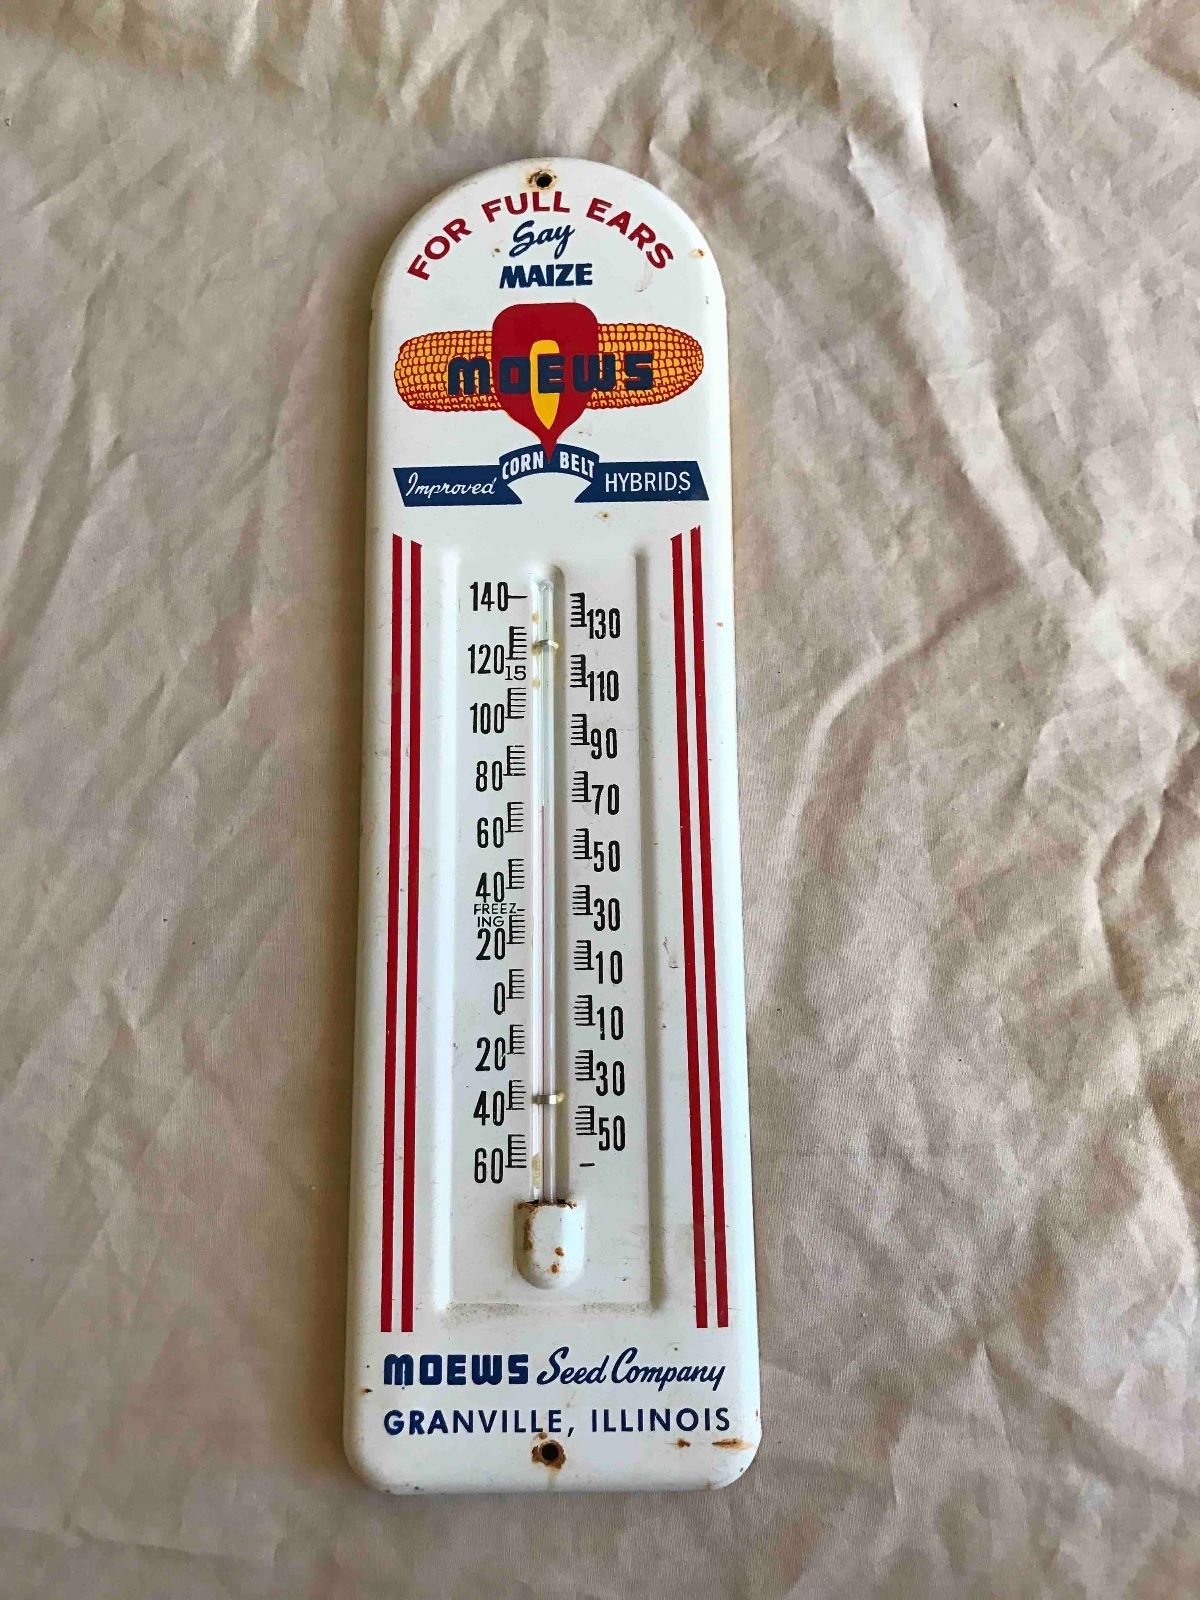 FOR FULL EARS
Say
MAIZE
MOEWS
Improved CORN BELT HYBRIDS
140
130
120
15
110
100
90
80
70
60
50
40
FREEZ-
ING
30
20
10
0
10
20
30
40
50
60
MOEWS Seed Company
GRANVILLE, ILLINOIS